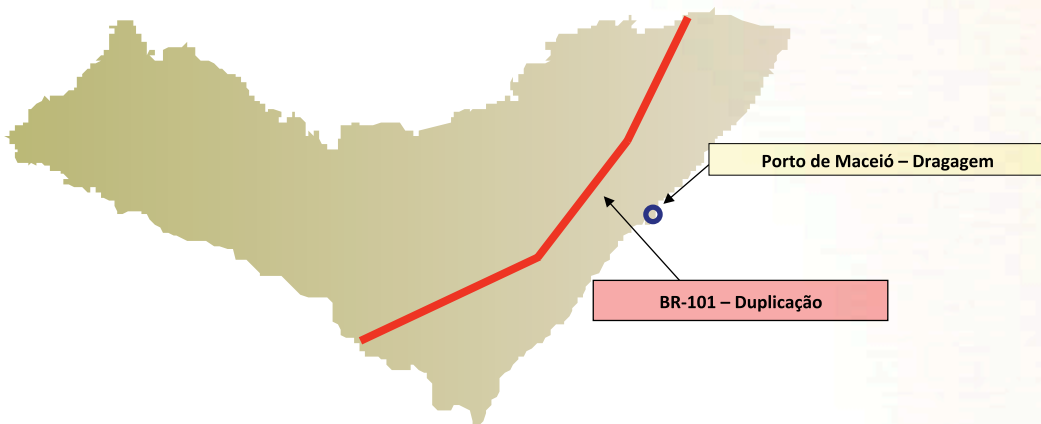 Porto de Maceió – Dragagem
BR-101 – Duplicação